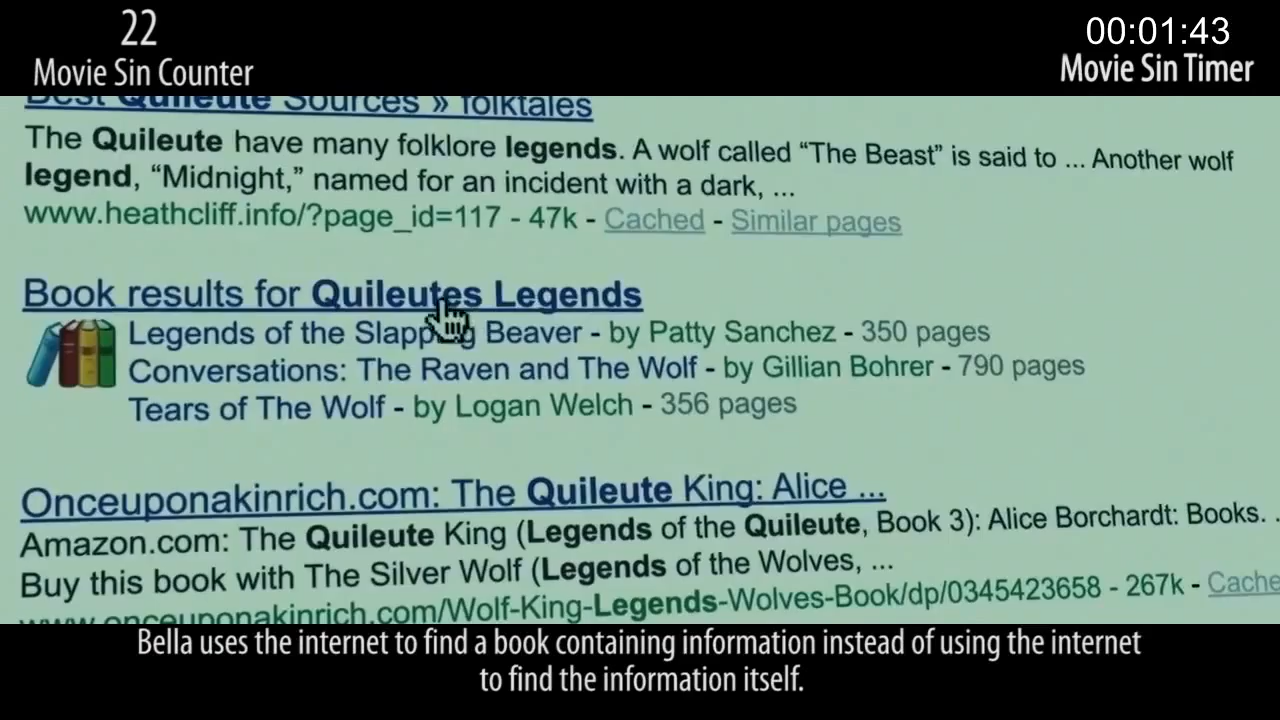 22
Movie Sin Counter
00:01:43
Movie Sin Timer
Best Quileute Sources » folktales
The Quileute have many folklore legends. A wolf called “The Beast” is said to ... Another wolf
legend, “Midnight,” named for an incident with a dark, ...
www.heathcliff.info/?page_id=117 - 47k - Cached - Similar pages
Book results for Quileutes Legends
Legends of the Slapping Beaver - by Patty Sanchez - 350 pages
Conversations: The Raven and The Wolf - by Gillian Bohrer - 790 pages
Tears of The Wolf - by Logan Welch - 356 pages
Onceuponakinrich.com: The Quileute King: Alice ...
Amazon.com: The Quileute King (Legends of the Quileute, Book 3): Alice Borchardt: Books. .
Buy this book with The Silver Wolf (Legends of the Wolves, ...
www.onceuponakinrich.com/Wolf-King-Legends-Wolves-Book/dp/0345423658 - 267k - Cache
Bella uses the internet to find a book containing information instead of using the internet
to find the information itself.